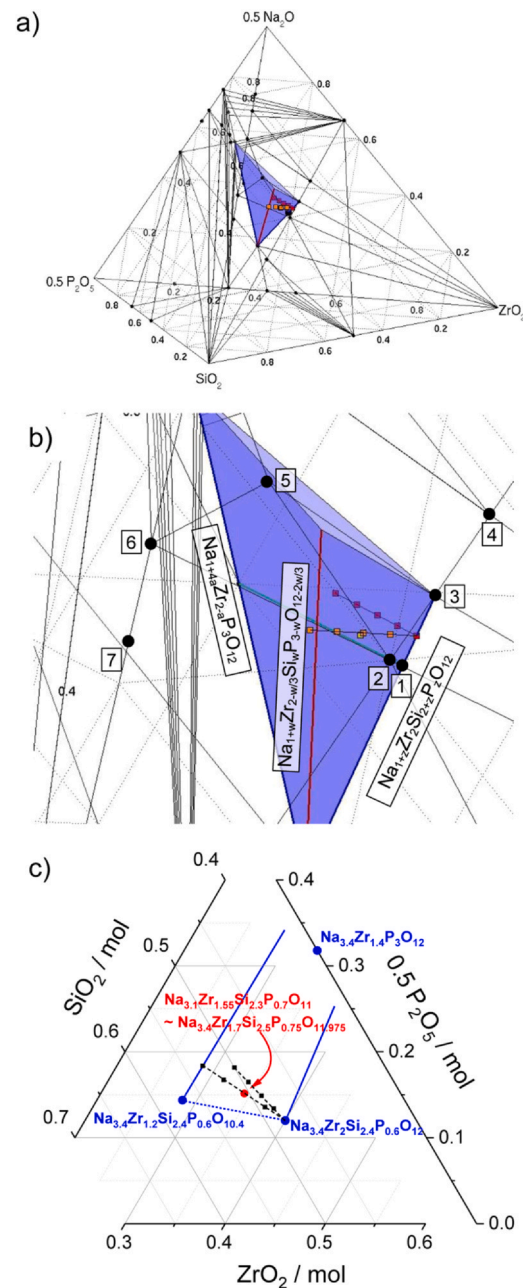 a)
0.5 Na₂O
0.8
0.8
0.8
0.8
0.6
0.6
0.6
0.4
0.4
0.4
0.4
0.2
0.2
0.2
0.5 P₂O₅
0.2
0.2
0.4
0.6
0.4
0.2
SiO₂
0.8
0.6
0.4
0.2
ZrO₂
b)
5
6
4
3
7
2
1
0.4
Na₁₊₄ₐZr₂₋ₐP₃O₁₂
Na₁₊wZr₂₋w/₃SiwP₃₋wO₁₂₋₂w/₃
Na₁₊zZr₂Si₂₊zPzO₁₂
c)
0.4
0.4
SiO₂ / mol
0.5
0.6
0.7
Na₃.₄Zr₁.₄P₃O₁₂
0.3
0.5 P₂O₅ / mol
Na₃.₁Zr₁.₅₅Si₂.₃P₀.₇O₁₁
~ Na₃.₄Zr₁.₇Si₂.₅P₀.₇₅O₁₁.₉₇₅
0.2
Na₃.₄Zr₁.₂Si₂.₄P₀.₆O₁₀.₄
Na₃.₄Zr₂Si₂.₄P₀.₆O₁₂
0.1
0.0
0.3
0.4
0.5
0.6
ZrO₂ / mol